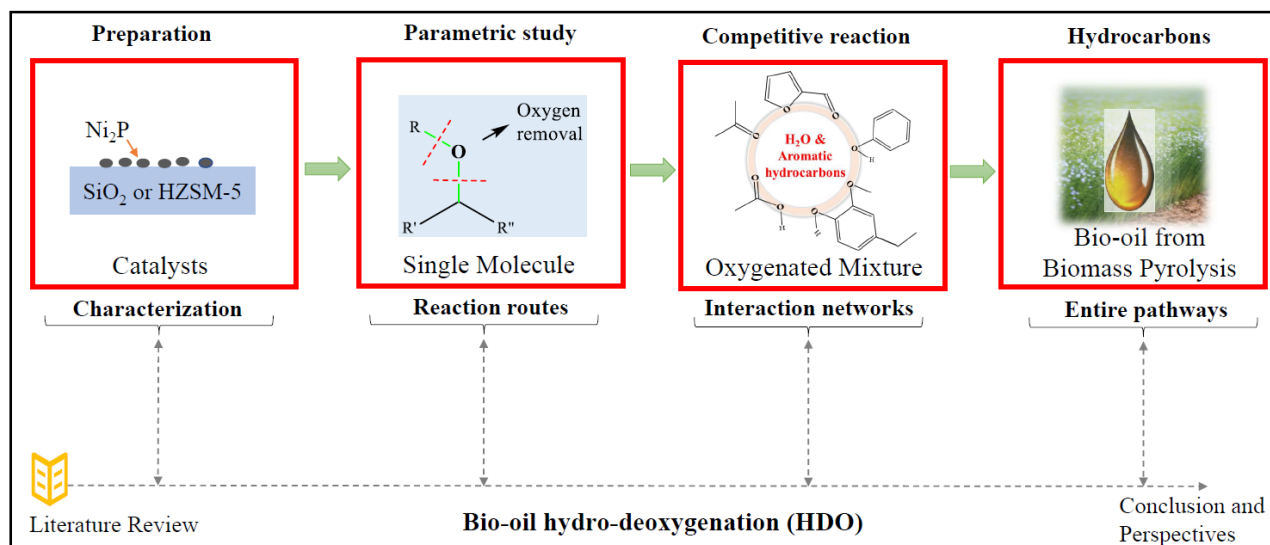 Preparation
Parametric study
Competitive reaction
Hydrocarbons
Ni₂P
SiO₂ or HZSM-5
Catalysts
R
O
R'
R"
Oxygen
removal
Single Molecule
O
O
O
O
H
H₂O &
Aromatic
hydrocarbons
O
O
H
O
O
H
Oxygenated Mixture
Bio-oil from
Biomass Pyrolysis
Characterization
Reaction routes
Interaction networks
Entire pathways
Literature Review
Bio-oil hydro-deoxygenation (HDO)
Conclusion and
Perspectives